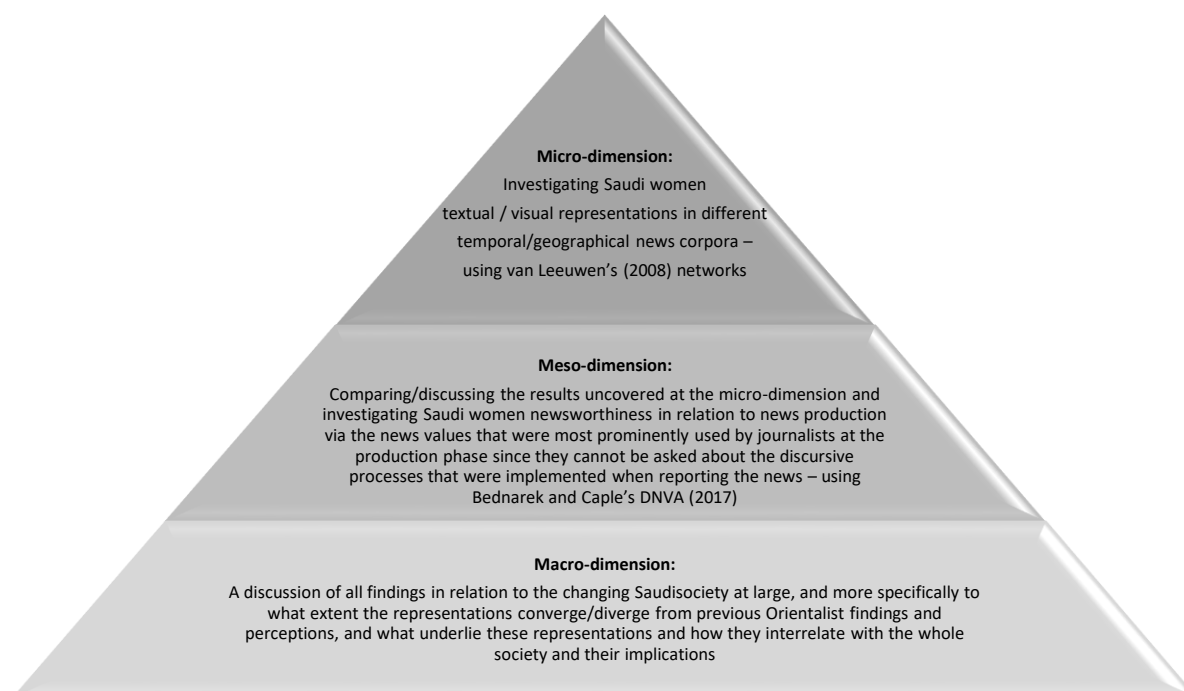 Micro-dimension:
Investigating Saudi women
textual / visual representations in different
temporal/geographical news corpora –
using van Leeuwen's (2008) networks
Meso-dimension:
Comparing/discussing the results uncovered at the micro-dimension and
investigating Saudi women newsworthiness in relation to news production
via the news values that were most prominently used by journalists at the
production phase since they cannot be asked about the discursive
processes that were implemented when reporting the news – using
Bednarek and Caple's DNVA (2017)
Macro-dimension:
A discussion of all findings in relation to the changing Saudisociety at large, and more specifically to
what extent the representations converge/diverge from previous Orientalist findings and
perceptions, and what underlie these representations and how they interrelate with the whole
society and their implications